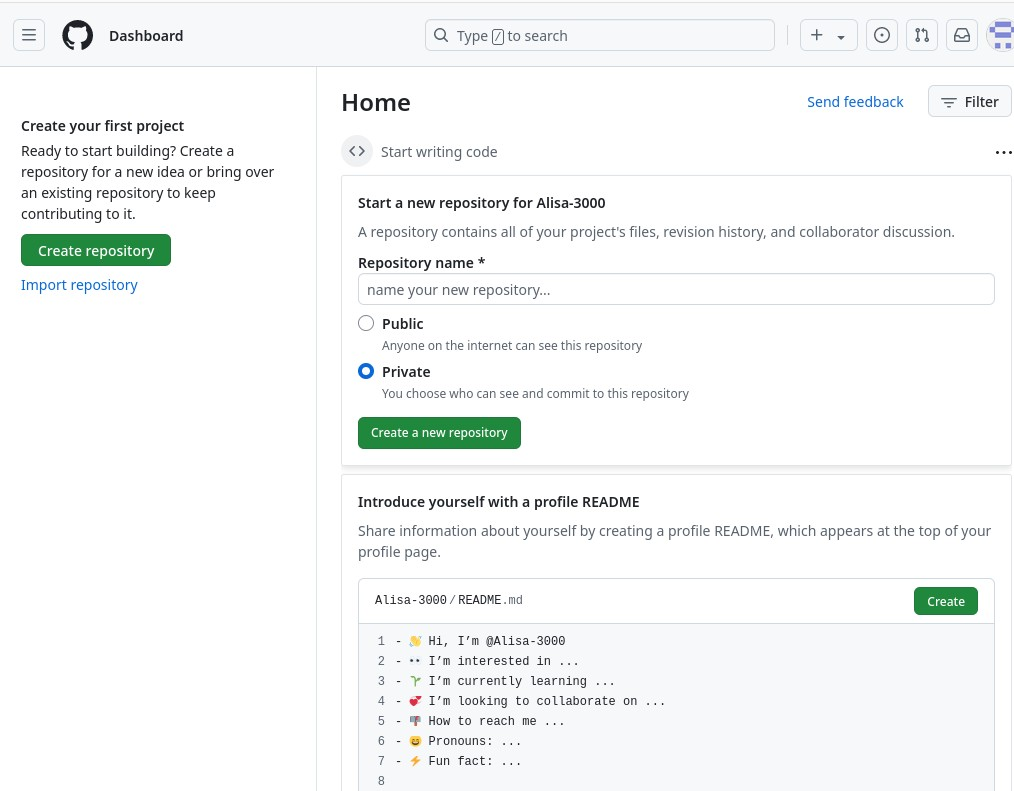 Dashboard
Type / to search
Create your first project
Ready to start building? Create a
repository for a new idea or bring over
an existing repository to keep
contributing to it.
Create repository
Import repository
Home
Send feedback
Filter
Start writing code
Start a new repository for Alisa-3000
A repository contains all of your project's files, revision history, and collaborator discussion.
Repository name *
name your new repository...
Public
Anyone on the internet can see this repository
Private
You choose who can see and commit to this repository
Create a new repository
Introduce yourself with a profile README
Share information about yourself by creating a profile README, which appears at the top of your
profile page.
Alisa-3000 / README.md
Create
1 - 👋 Hi, I’m @Alisa-3000
2 - 👀 I’m interested in ...
3 - 🌱 I’m currently learning ...
4 - 💞️ I’m looking to collaborate on ...
5 - 📫 How to reach me ...
6 - 😄 Pronouns: ...
7 - ⚡ Fun fact: ...
8